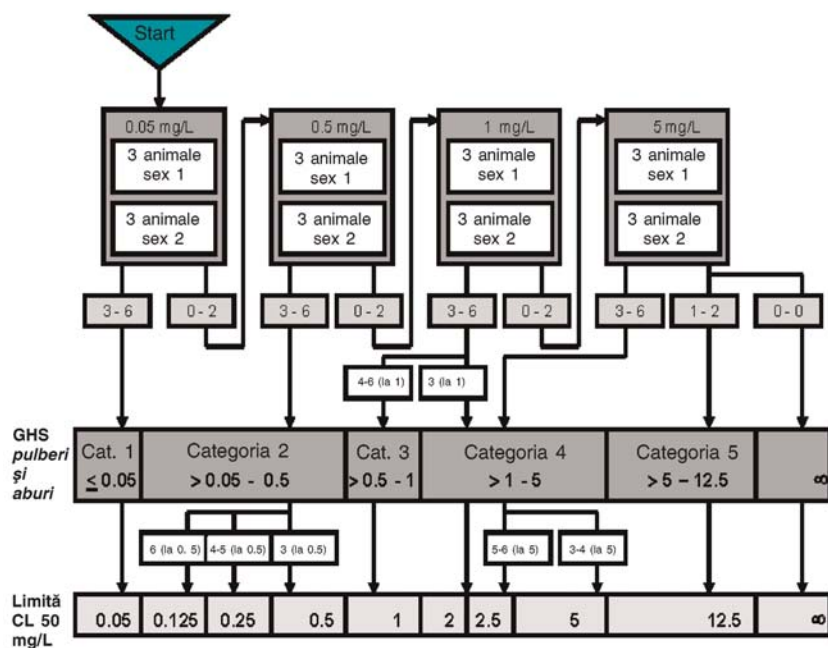 Start
0.05 mg/L
0.5 mg/L
1 mg/L
5 mg/L
3 animale
sex 1
3 animale
sex 1
3 animale
sex 1
3 animale
sex 1
3 animale
sex 2
3 animale
sex 2
3 animale
sex 2
3 animale
sex 2
3 - 6
0 - 2
3 - 6
0 - 2
3 - 6
0 - 2
3 - 6
1 - 2
0 - 0
4-6 (la 1)
3 (la 1)
GHS
pulberi
și
aburi
Cat. 1
≤ 0.05
Categoria 2
> 0.05 - 0.5
Cat. 3
> 0.5 - 1
Categoria 4
> 1 - 5
Categoria 5
> 5 – 12.5
∞
6 (la 0. 5)
4-5 (la 0.5)
3 (la 0.5)
5-6 (la 5)
3-4 (la 5)
Limită
CL 50
mg/L
0.05
0.125
0.25
0.5
1
2
2.5
5
12.5
∞